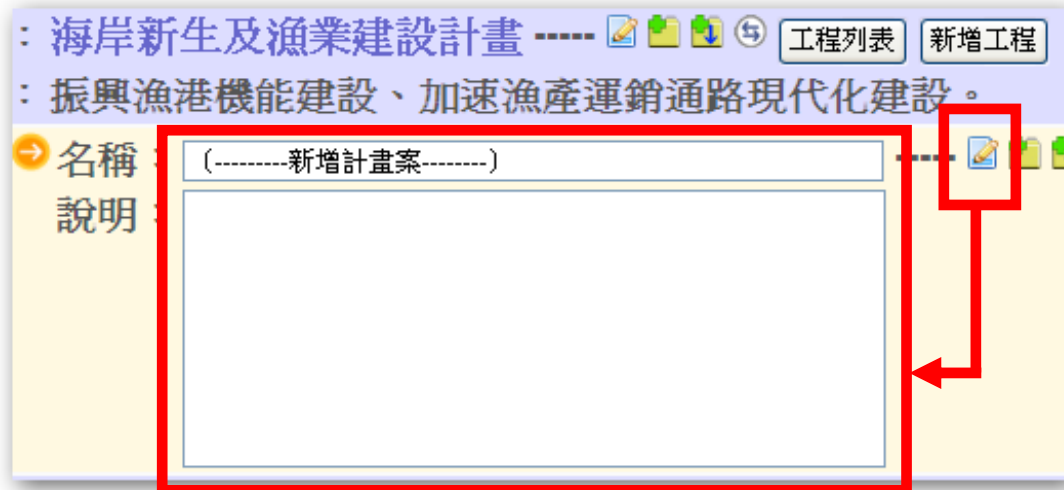 ：海岸新生及漁業建設計畫 ----- 工程列表 新增工程
：振興漁港機能建設、加速漁產運銷通路現代化建設。
名稱： (---------新增計畫案--------) -----
說明：